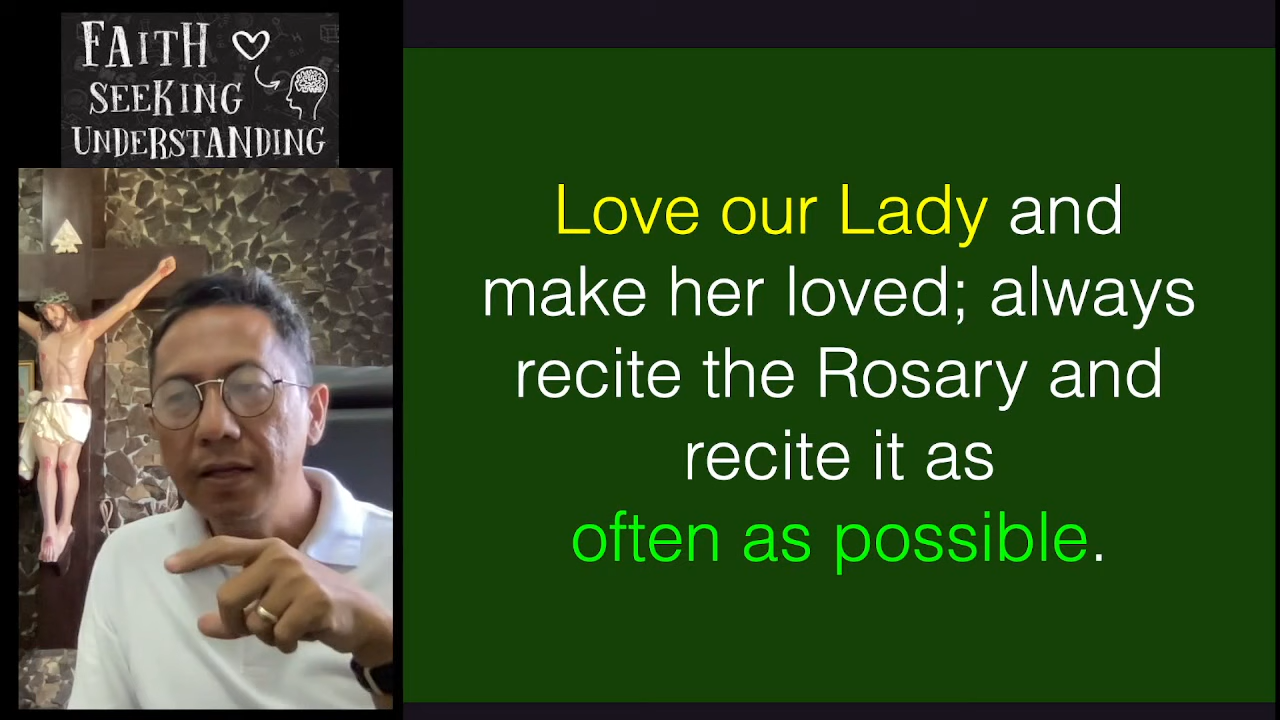 FAITH
SEEKING
UNDERSTANDING
Love our Lady and
make her loved; always
recite the Rosary and
recite it as
often as possible.